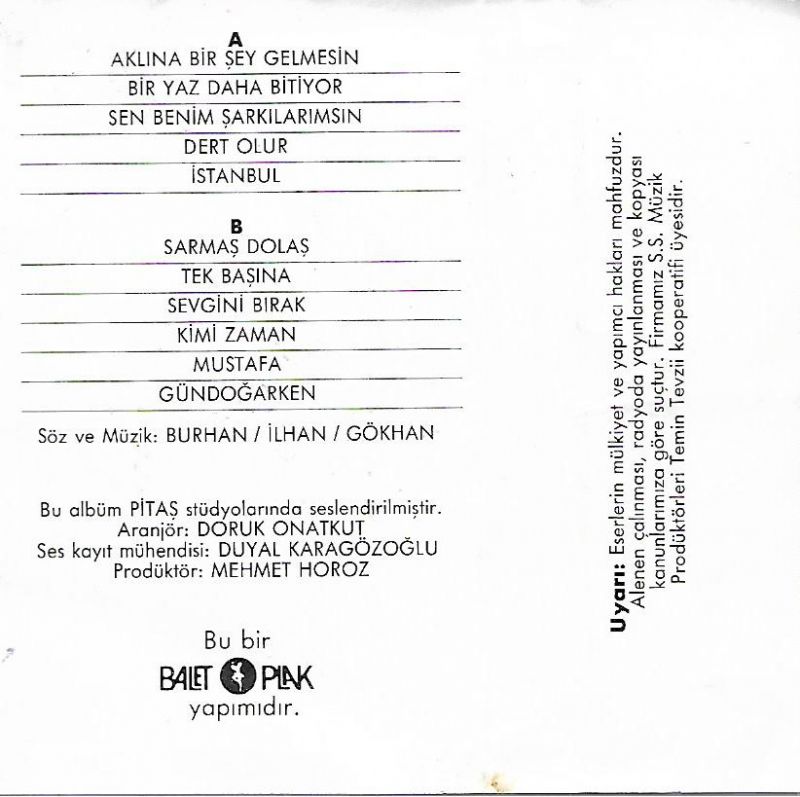 A
AKLINA BİR ŞEY GELMESİN
BİR YAZ DAHA BİTİYOR
SEN BENİM ŞARKILARIMSIN
DERT OLUR
İSTANBUL
B
SARMAŞ DOLAŞ
TEK BAŞINA
SEVGİNİ BIRAK
KİMİ ZAMAN
MUSTAFA
GÜNDOĞARKEN
Söz ve Müzik: BURHAN / İLHAN / GÖKHAN
Bu albüm PİTAŞ stüdyolarında seslendirilmiştir.
Aranjör: DORUK ONATKUT
Ses kayıt mühendisi: DUYAL KARAGÖZOĞLU
Prodüktör: MEHMET HOROZ
Bu bir
BALET PLAK
yapımıdır.
Uyarı: Eserlerin mülkiyet ve yapımcı hakları mahfuzdur.
Alenen çalınması, radyoda yayınlanması ve kopyası
kanunlarımıza göre suçtur. Firmamız S.S. Müzik
Prodüktörleri Temin Tevzii kooperatifi üyesidir.